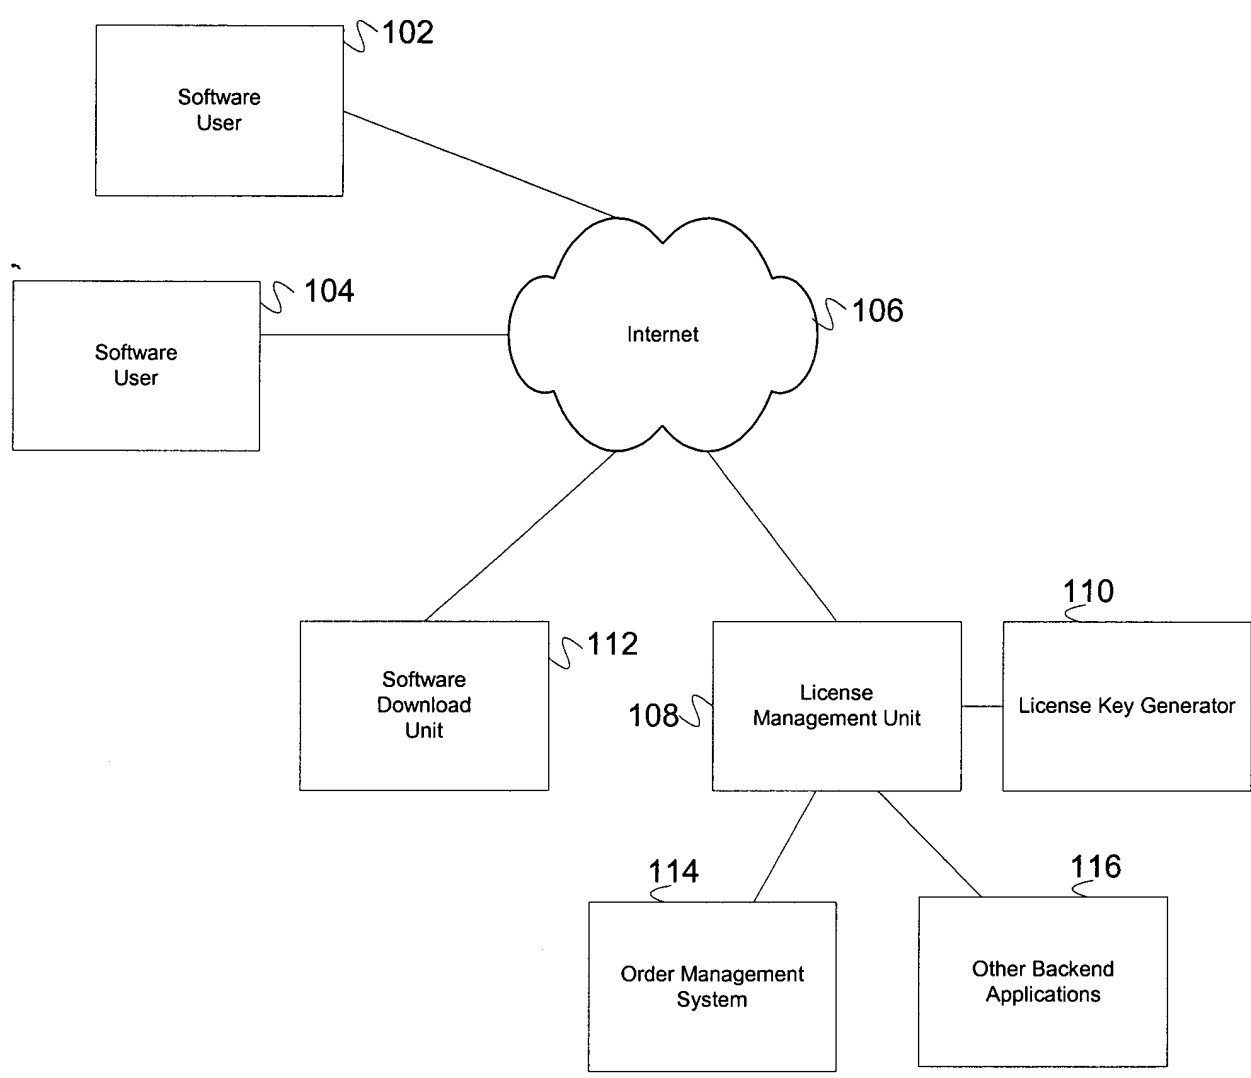 102
Software
User
104
Software
User
106
Internet
112
Software
Download
Unit
108
License
Management Unit
110
License Key Generator
114
Order Management
System
116
Other Backend
Applications